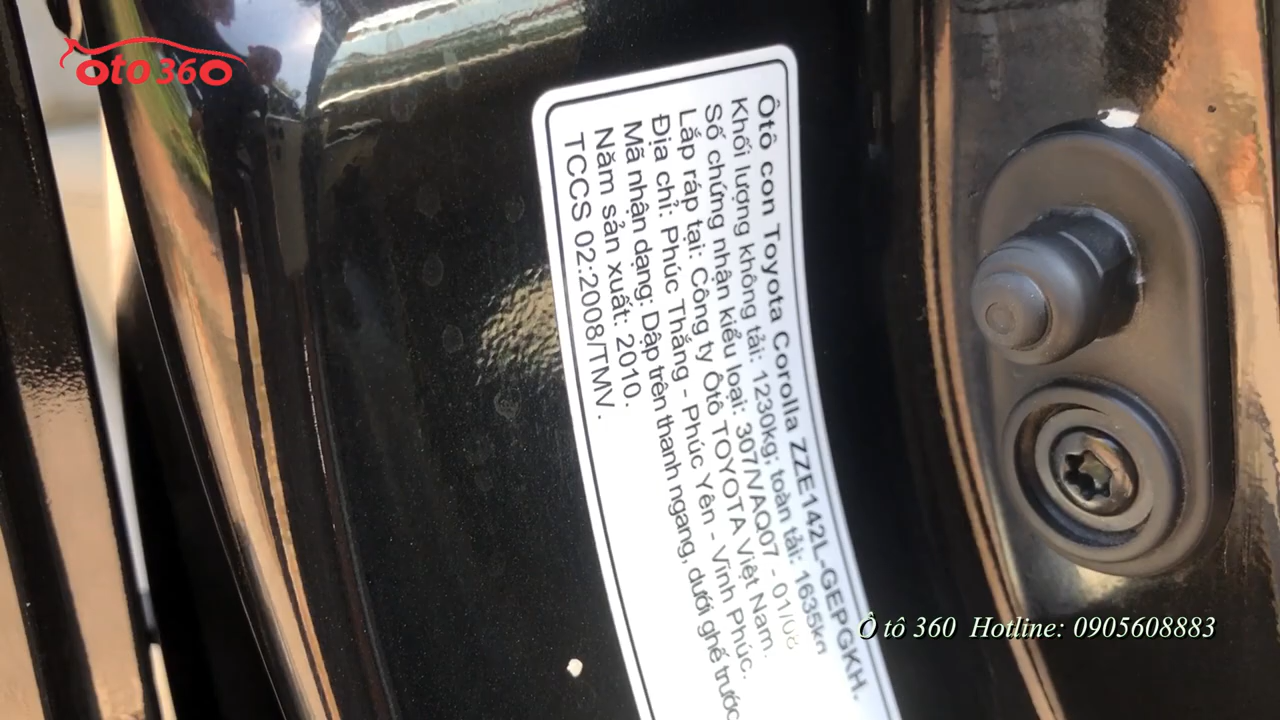 oto360
Ôtô con Toyota Corolla ZZE142L-GEPGKH.
Khối lượng không tải: 1230kg; toàn tải: 1635kg
Số chứng nhận kiểu loại: 307/VAQ07 - 01/08
Lắp ráp tại: Công ty Ôtô TOYOTA Việt Nam.
Địa chỉ: Phúc Thắng - Phúc Yên - Vĩnh Phúc.
Mã nhận dạng: Dập trên thanh ngang, dưới ghế trước
Năm sản xuất: 2010.
TCCS 02:2008/TMV.
Ô tô 360 Hotline: 0905608883